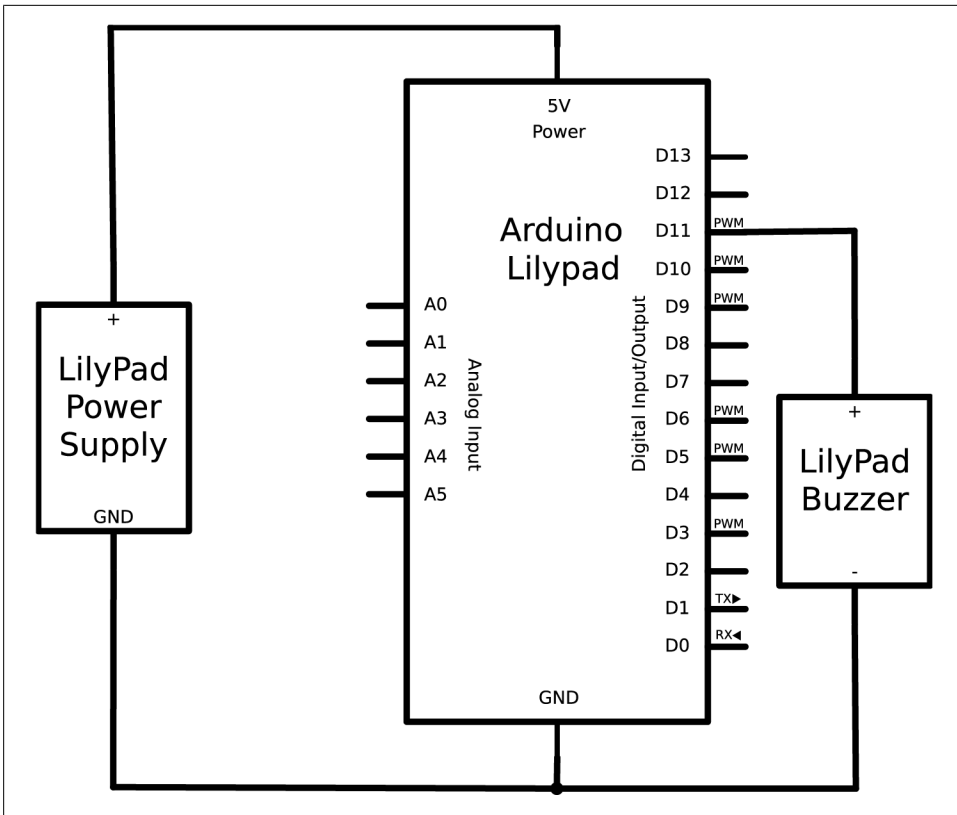 5V
Power
Arduino
Lilypad
D13
D12
D11 PWM
D10 PWM
D9 PWM
D8
D7
D6 PWM
D5 PWM
D4
D3 PWM
D2
D1 TX▶
D0 RX◀
Digital Input/Output
A0
A1
A2
A3
A4
A5
Analog Input
GND
+
LilyPad
Power
Supply
GND
+
LilyPad
Buzzer
-